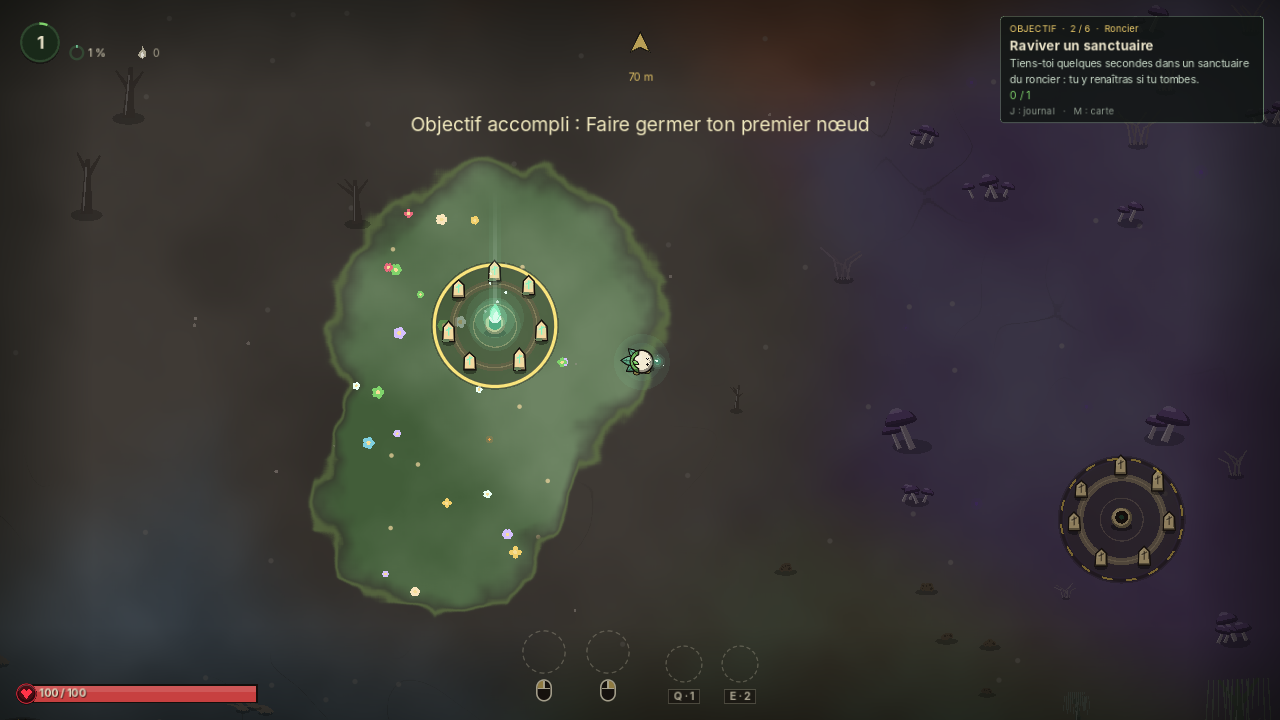 1
1 %
0
70 m
OBJECTIF · 2 / 6 · Roncier
Raviver un sanctuaire
Tiens-toi quelques secondes dans un sanctuaire
du roncier : tu y renaîtras si tu tombes.
0 / 1
J : journal · M : carte
Objectif accompli : Faire germer ton premier nœud
100 / 100
Q · 1
E · 2